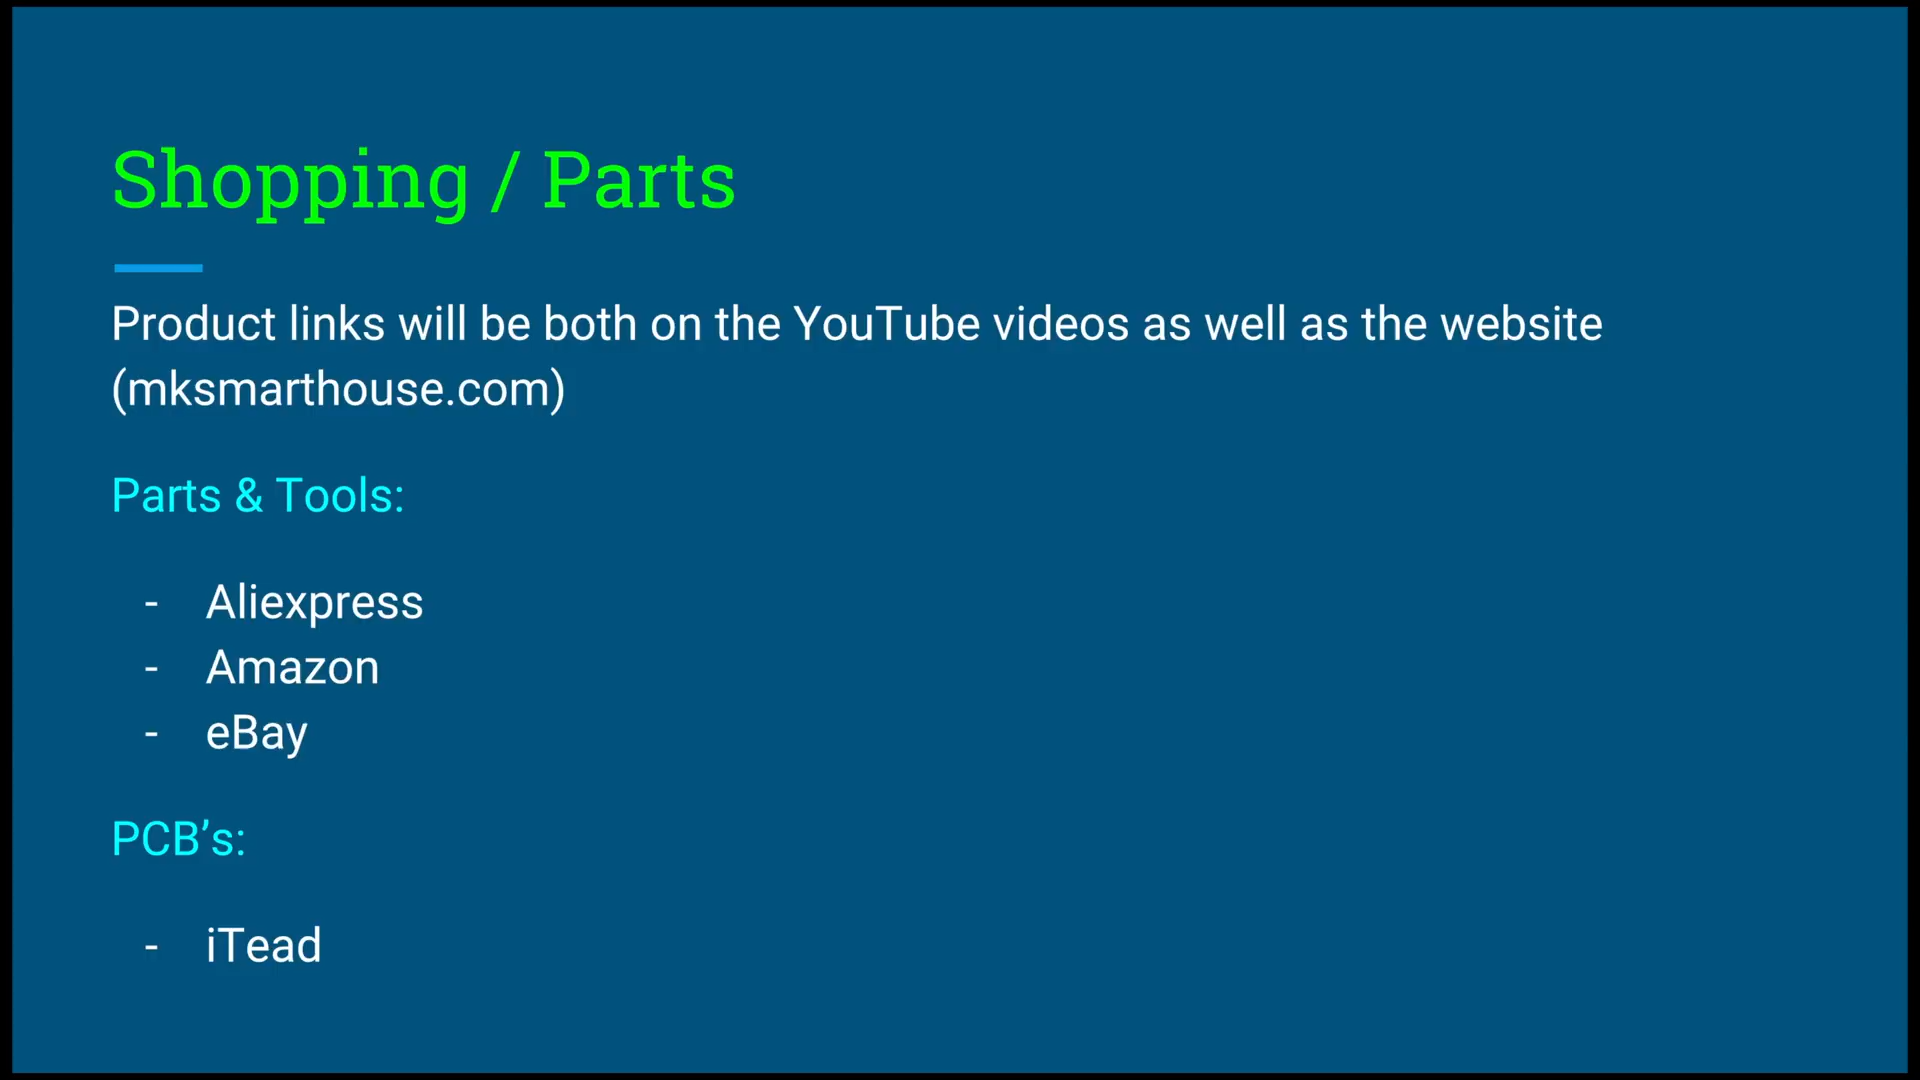 Shopping / Parts
Product links will be both on the YouTube videos as well as the website
(mksmarthouse.com)
Parts & Tools:
- Aliexpress
- Amazon
- eBay
PCB’s:
- iTead